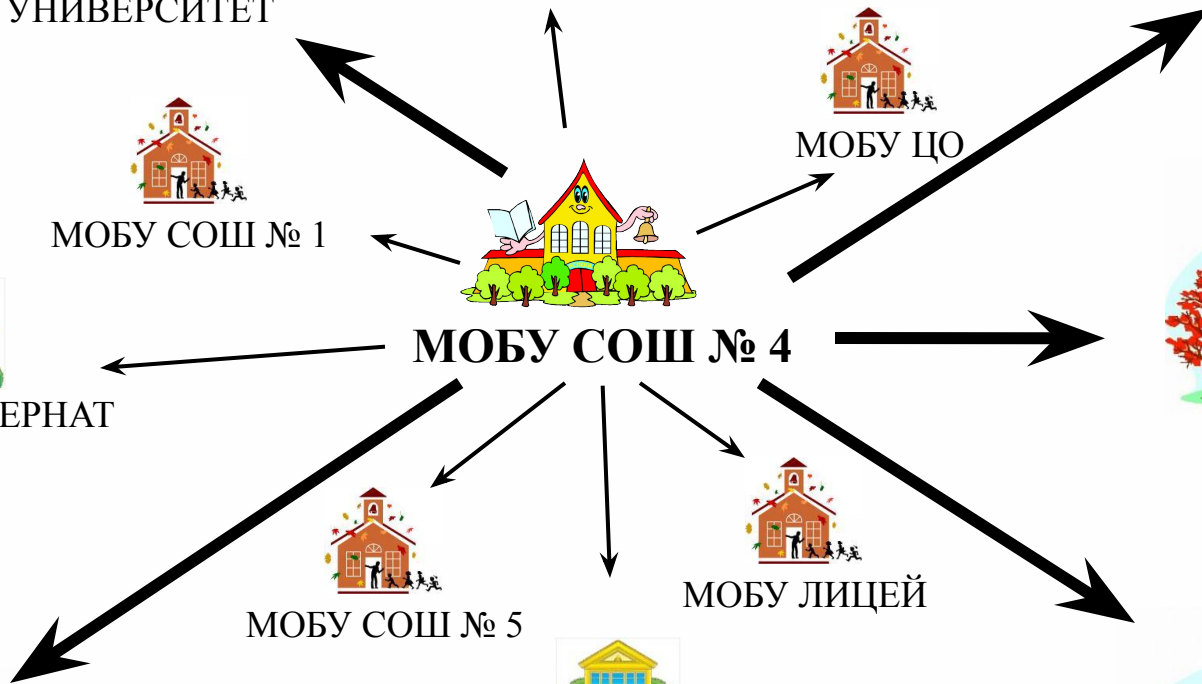 УНИВЕРСИТЕТ
МОБУ ЦО
МОБУ СОШ № 1
МОБУ СОШ № 4
ЕРНАТ
МОБУ ЛИЦЕЙ
МОБУ СОШ № 5